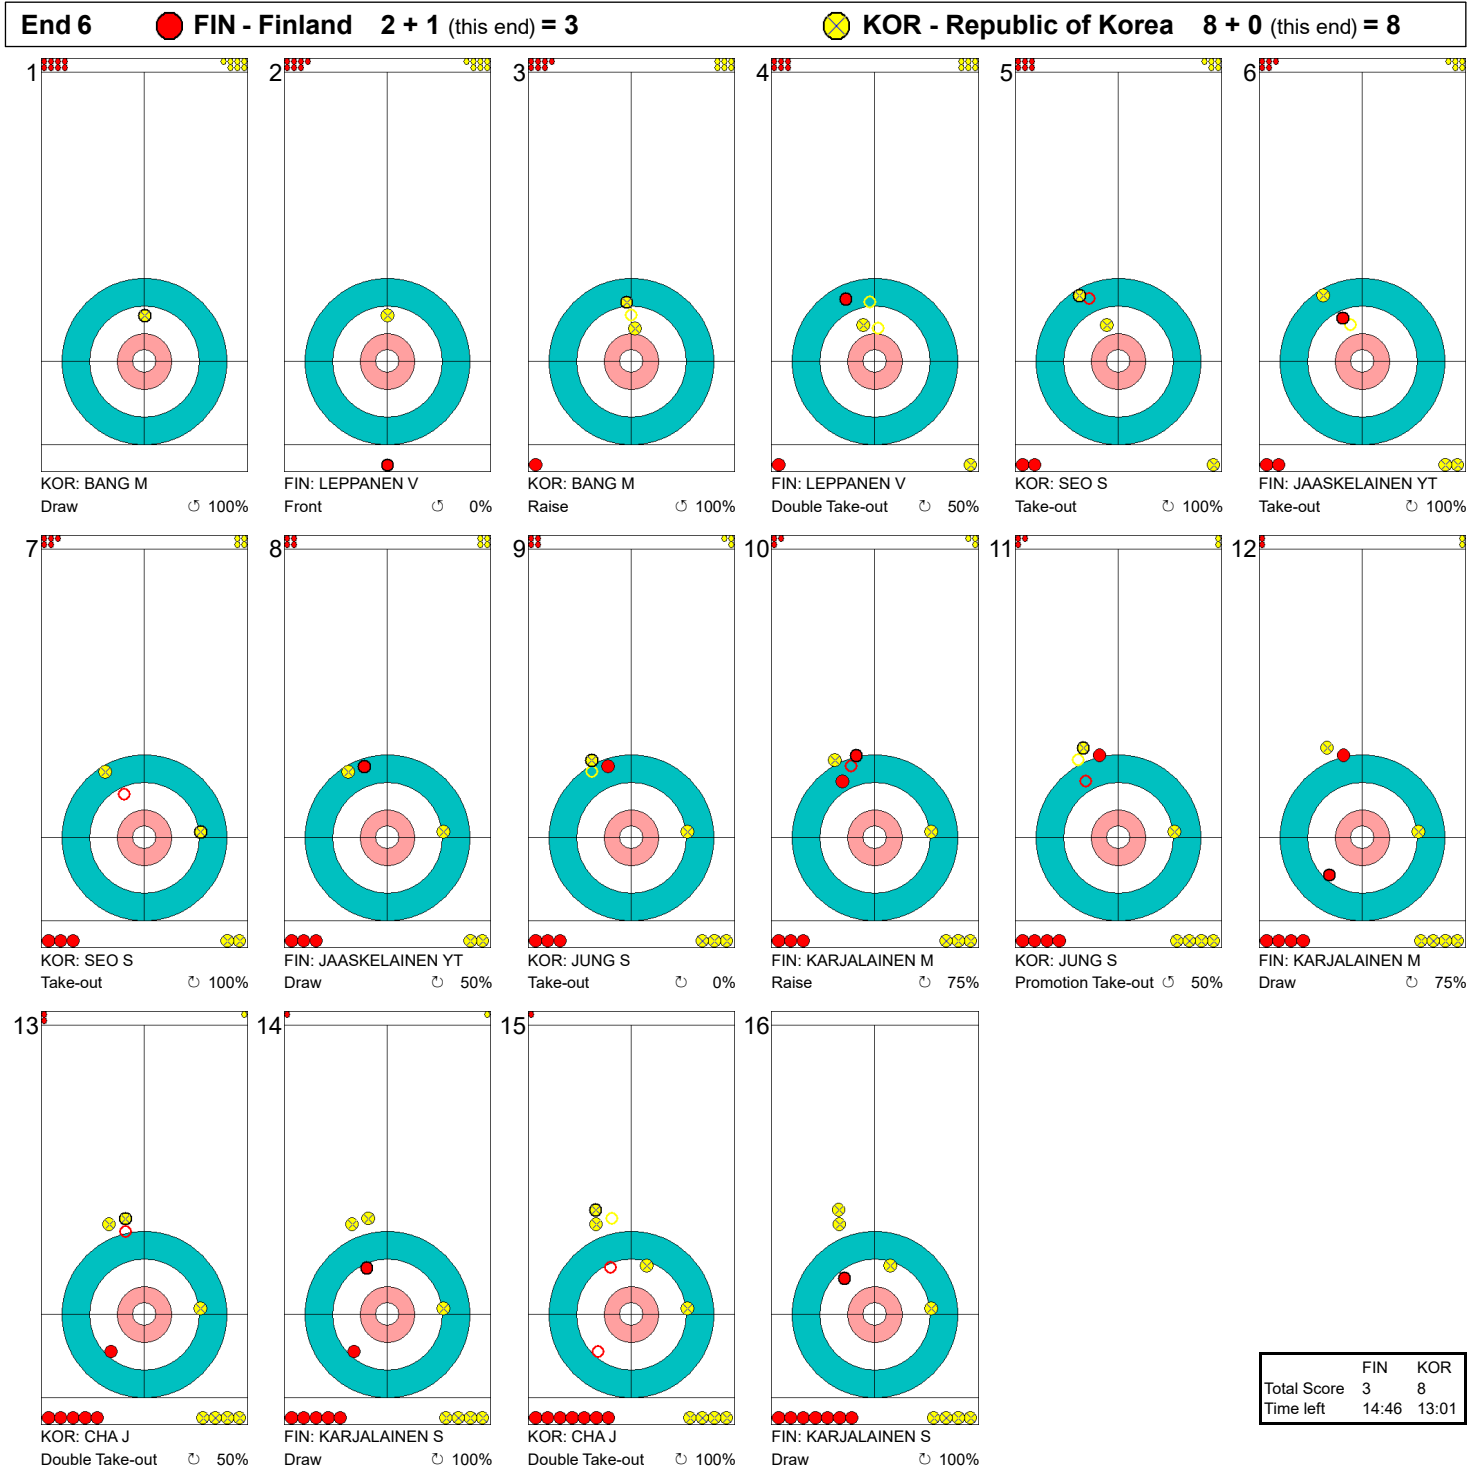 End 6 FIN - Finland 2 + 1 (this end) = 3 KOR - Republic of Korea 8 + 0 (this end) = 8
1 2 3 4 5 6
KOR: BANG M FIN: LEPPANEN V KOR: BANG M FIN: LEPPANEN V KOR: SEO S FIN: JAASKELAINEN YT
Draw ↺ 100% Front ↺ 0% Raise ↺ 100% Double Take-out ↻ 50% Take-out ↻ 100% Take-out ↻ 100%
7 8 9 10 11 12
KOR: SEO S FIN: JAASKELAINEN YT KOR: JUNG S FIN: KARJALAINEN M KOR: JUNG S FIN: KARJALAINEN M
Take-out ↻ 100% Draw ↻ 50% Take-out ↻ 0% Raise ↻ 75% Promotion Take-out ↺ 50% Draw ↻ 75%
13 14 15 16
KOR: CHA J FIN: KARJALAINEN S KOR: CHA J FIN: KARJALAINEN S
Double Take-out ↻ 50% Draw ↻ 100% Double Take-out ↻ 100% Draw ↻ 100%
FIN KOR
Total Score 3 8
Time left 14:46 13:01